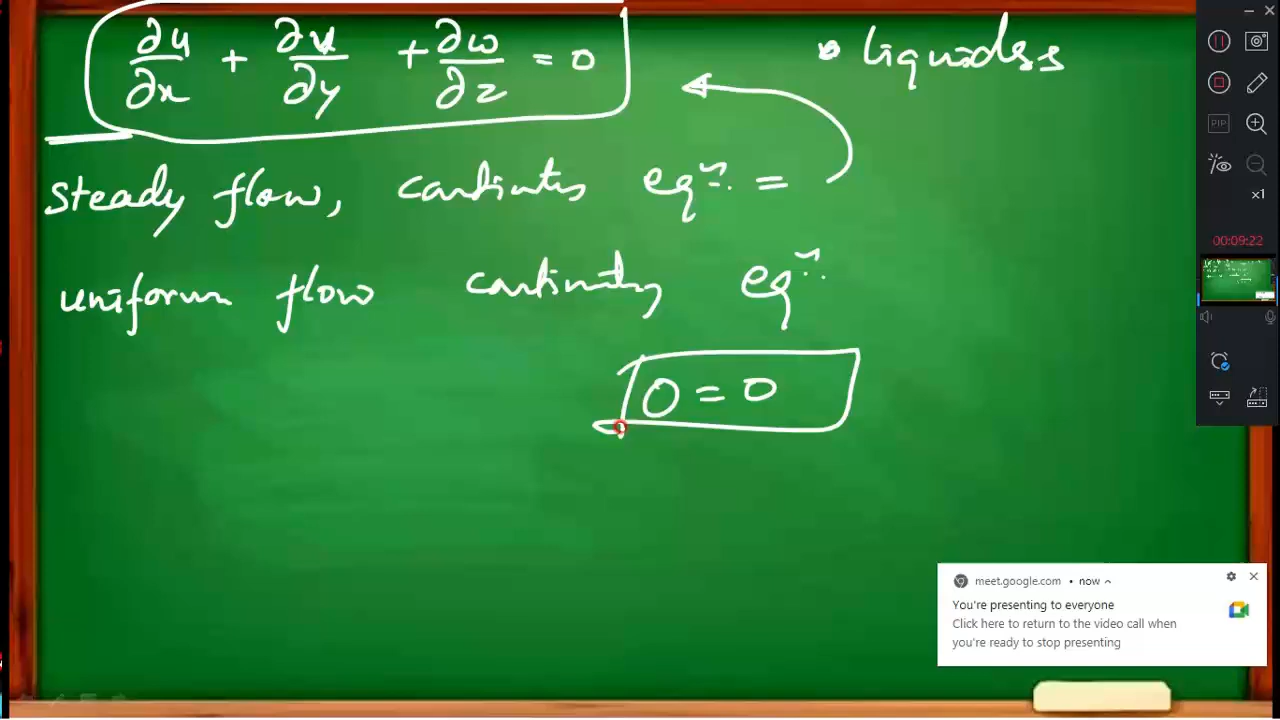 ∂u/∂x + ∂v/∂y + ∂w/∂z = 0
• liquidss
steady flow, continuity eqⁿ. =
uniform flow continuity eqⁿ.
0 = 0
PIP
x1
00:09:22
meet.google.com • now
You're presenting to everyone
Click here to return to the video call when
you're ready to stop presenting